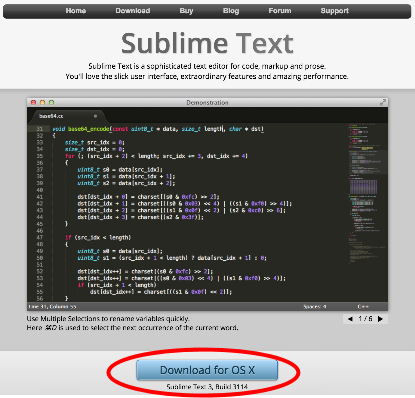 Home Download Buy Blog Forum Support
Sublime Text
Sublime Text is a sophisticated text editor for code, markup and prose.
You'll love the slick user interface, extraordinary features and amazing performance.
Demonstration
base64.cc
31 void base64_encode(const uint8_t * data, size_t length, char * dst)
32 {
33 size_t src_idx = 0;
34 size_t dst_idx = 0;
35 for (; (src_idx + 2) < length; src_idx += 3, dst_idx += 4)
36 {
37 uint8_t s0 = data[src_idx];
38 uint8_t s1 = data[src_idx + 1];
39 uint8_t s2 = data[src_idx + 2];
40
41 dst[dst_idx + 0] = charset[(s0 & 0xfc) >> 2];
42 dst[dst_idx + 1] = charset[((s0 & 0x03) << 4) | ((s1 & 0xf0) >> 4)];
43 dst[dst_idx + 2] = charset[((s1 & 0x0f) << 2) | (s2 & 0xc0) >> 6];
44 dst[dst_idx + 3] = charset[(s2 & 0x3f)];
45 }
46
47 if (src_idx < length)
48 {
49 uint8_t s0 = data[src_idx];
50 uint8_t s1 = (src_idx + 1 < length) ? data[src_idx + 1] : 0;
51
52 dst[dst_idx++] = charset[(s0 & 0xfc) >> 2];
53 dst[dst_idx++] = charset[((s0 & 0x03) << 4) | ((s1 & 0xf0) >> 4)];
54 if (src_idx + 1 < length)
55 dst[dst_idx++] = charset[((s1 & 0x0f) << 2)];
56
Line 31, Column 55 Spaces: 4 C++
Use Multiple Selections to rename variables quickly.
Here ⌘D is used to select the next occurrence of the current word.
◀ 1 / 6 ▶
Download for OS X
Sublime Text 3, Build 3114